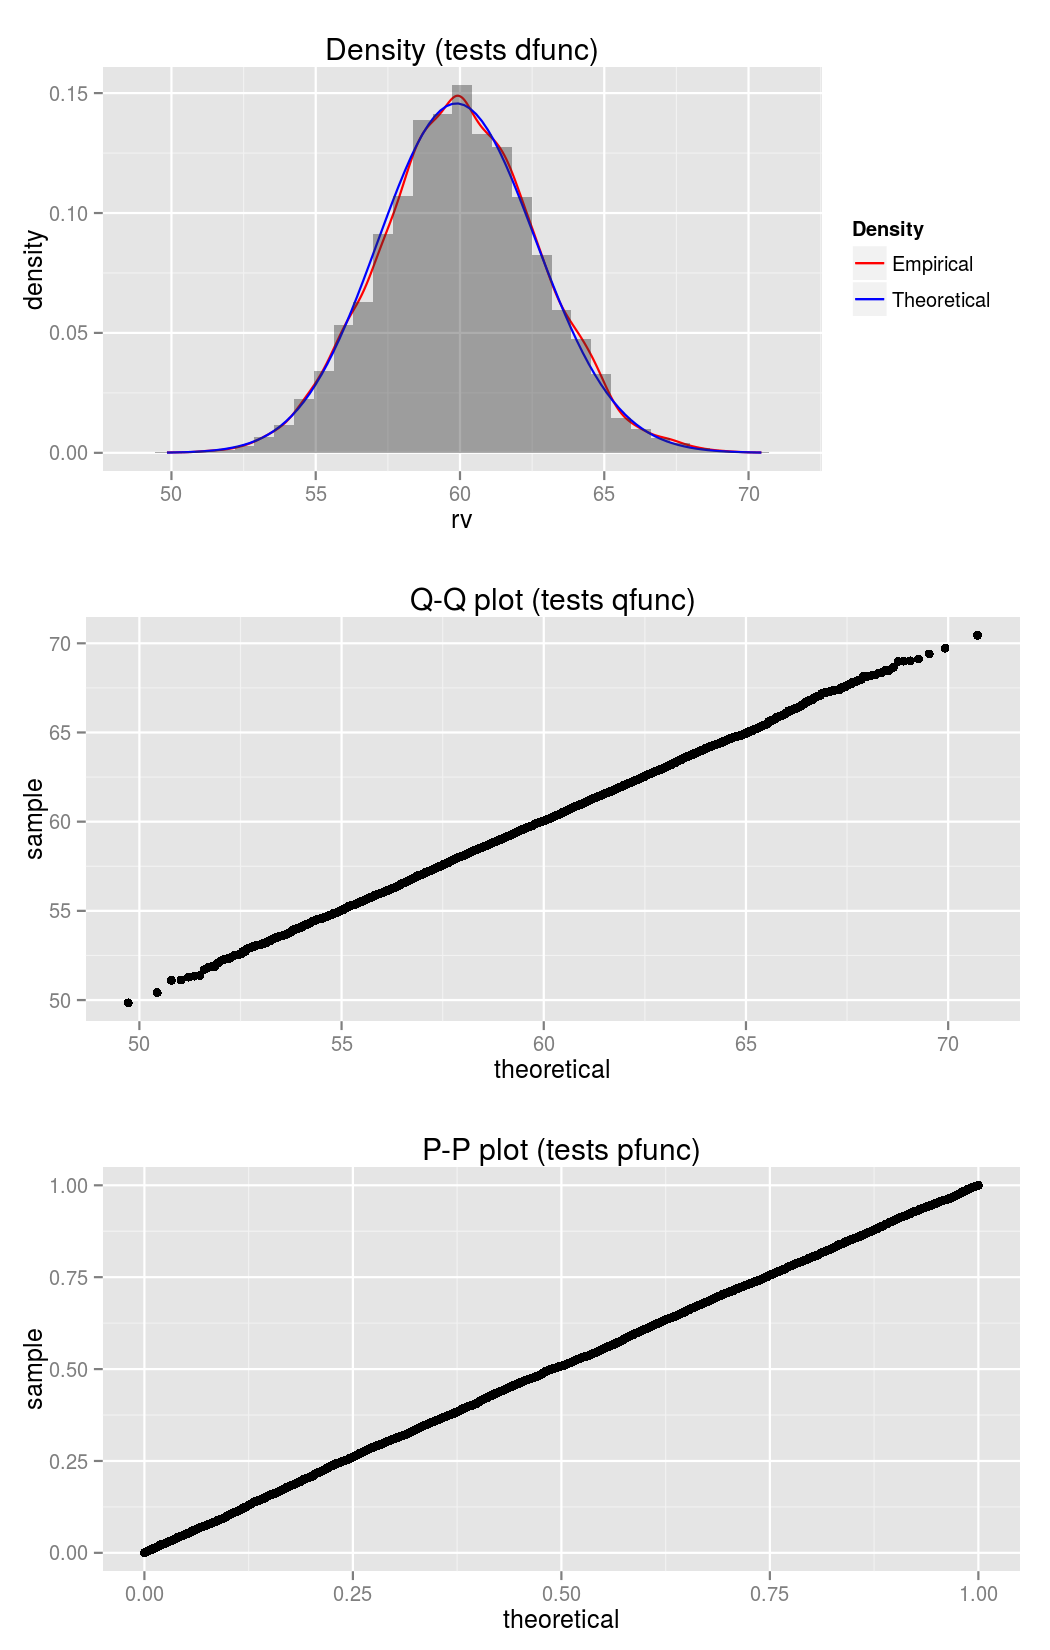 Density (tests dfunc)
0.15
0.10
0.05
0.00
density
50 55 60 65 70
rv
Density
Empirical
Theoretical
Q-Q plot (tests qfunc)
70
65
60
55
50
sample
50 55 60 65 70
theoretical
P-P plot (tests pfunc)
1.00
0.75
0.50
0.25
0.00
sample
0.00 0.25 0.50 0.75 1.00
theoretical